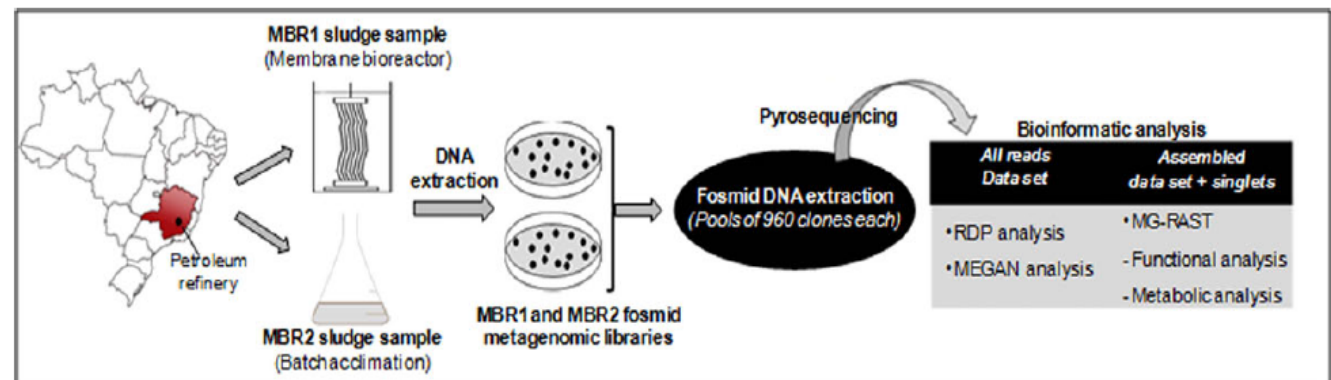 MBR1 sludge sample
(Membrane bioreactor)
Petroleum
refinery
MBR2 sludge sample
(Batch acclimation)
DNA
extraction
MBR1 and MBR2 fosmid
metagenomic libraries
Fosmid DNA extraction
(Pools of 960 clones each)
Pyrosequencing
Bioinformatic analysis
All reads
Data set
•RDP analysis
•MEGAN analysis
Assembled
data set + singlets
•MG-RAST
- Functional analysis
- Metabolic analysis